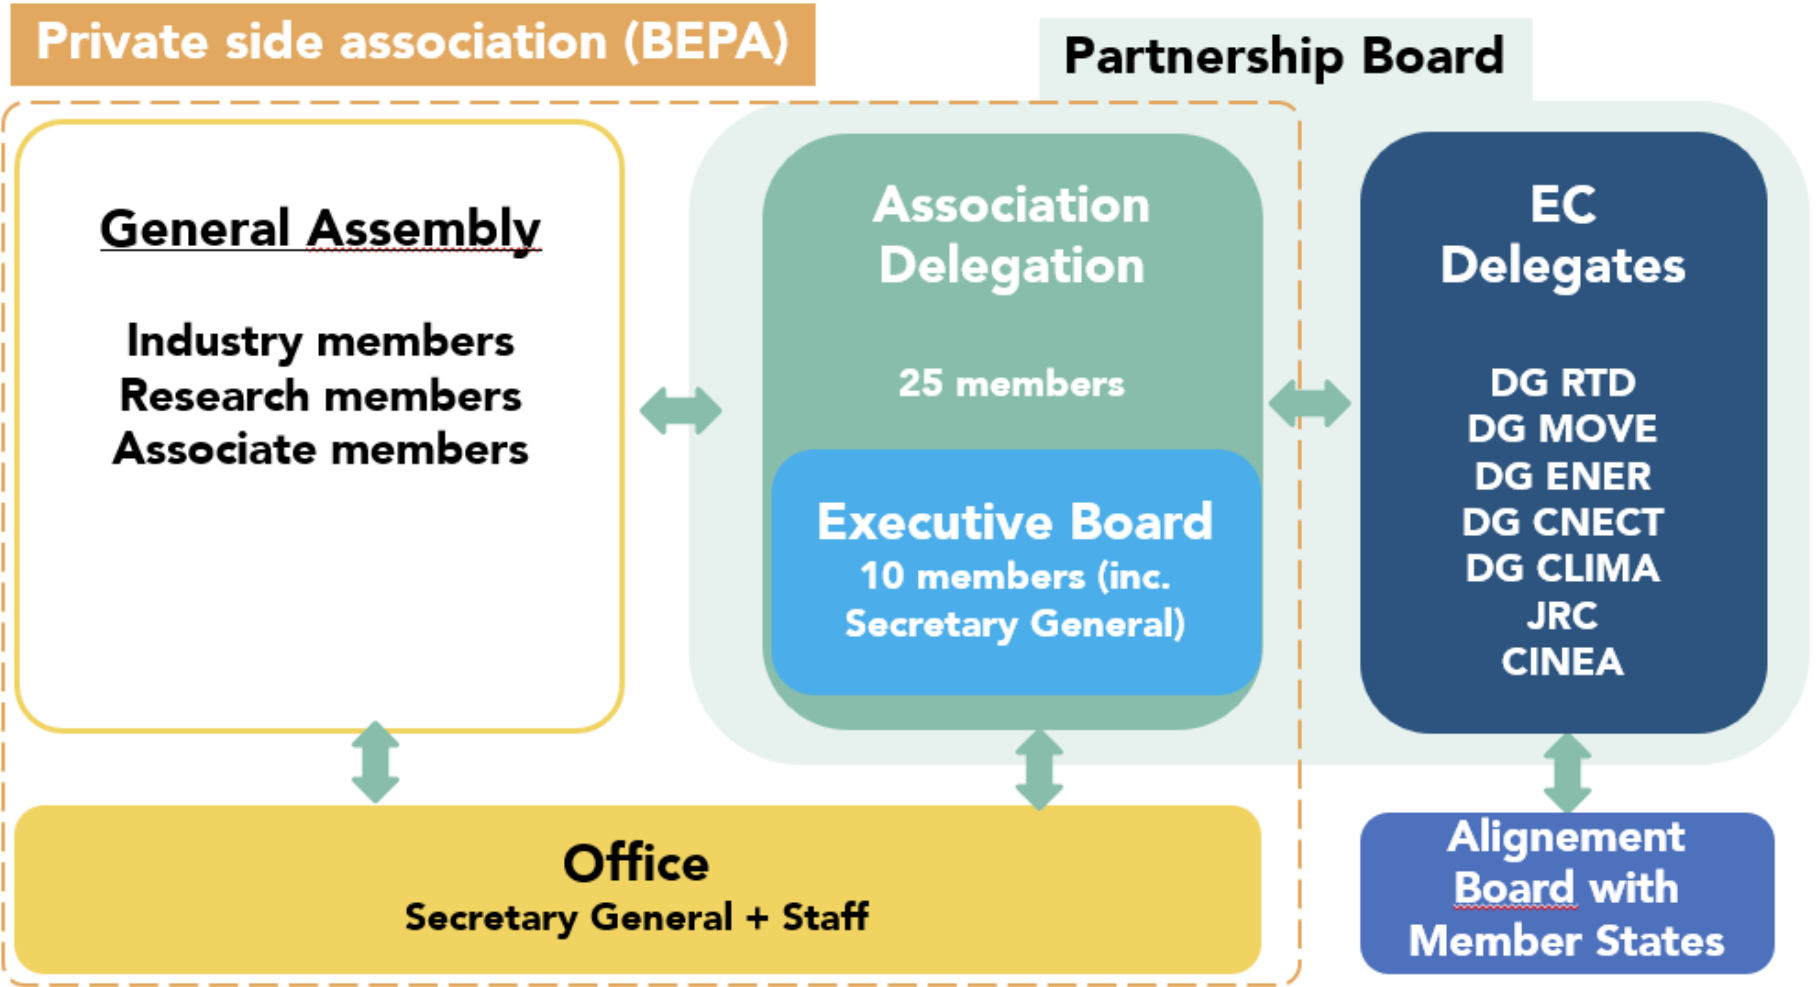 Private side association (BEPA)
Partnership Board
General Assembly
Industry members
Research members
Associate members
Association
Delegation
25 members
Executive Board
10 members (inc.
Secretary General)
EC
Delegates
DG RTD
DG MOVE
DG ENER
DG CNECT
DG CLIMA
JRC
CINEA
Office
Secretary General + Staff
Alignement
Board with
Member States